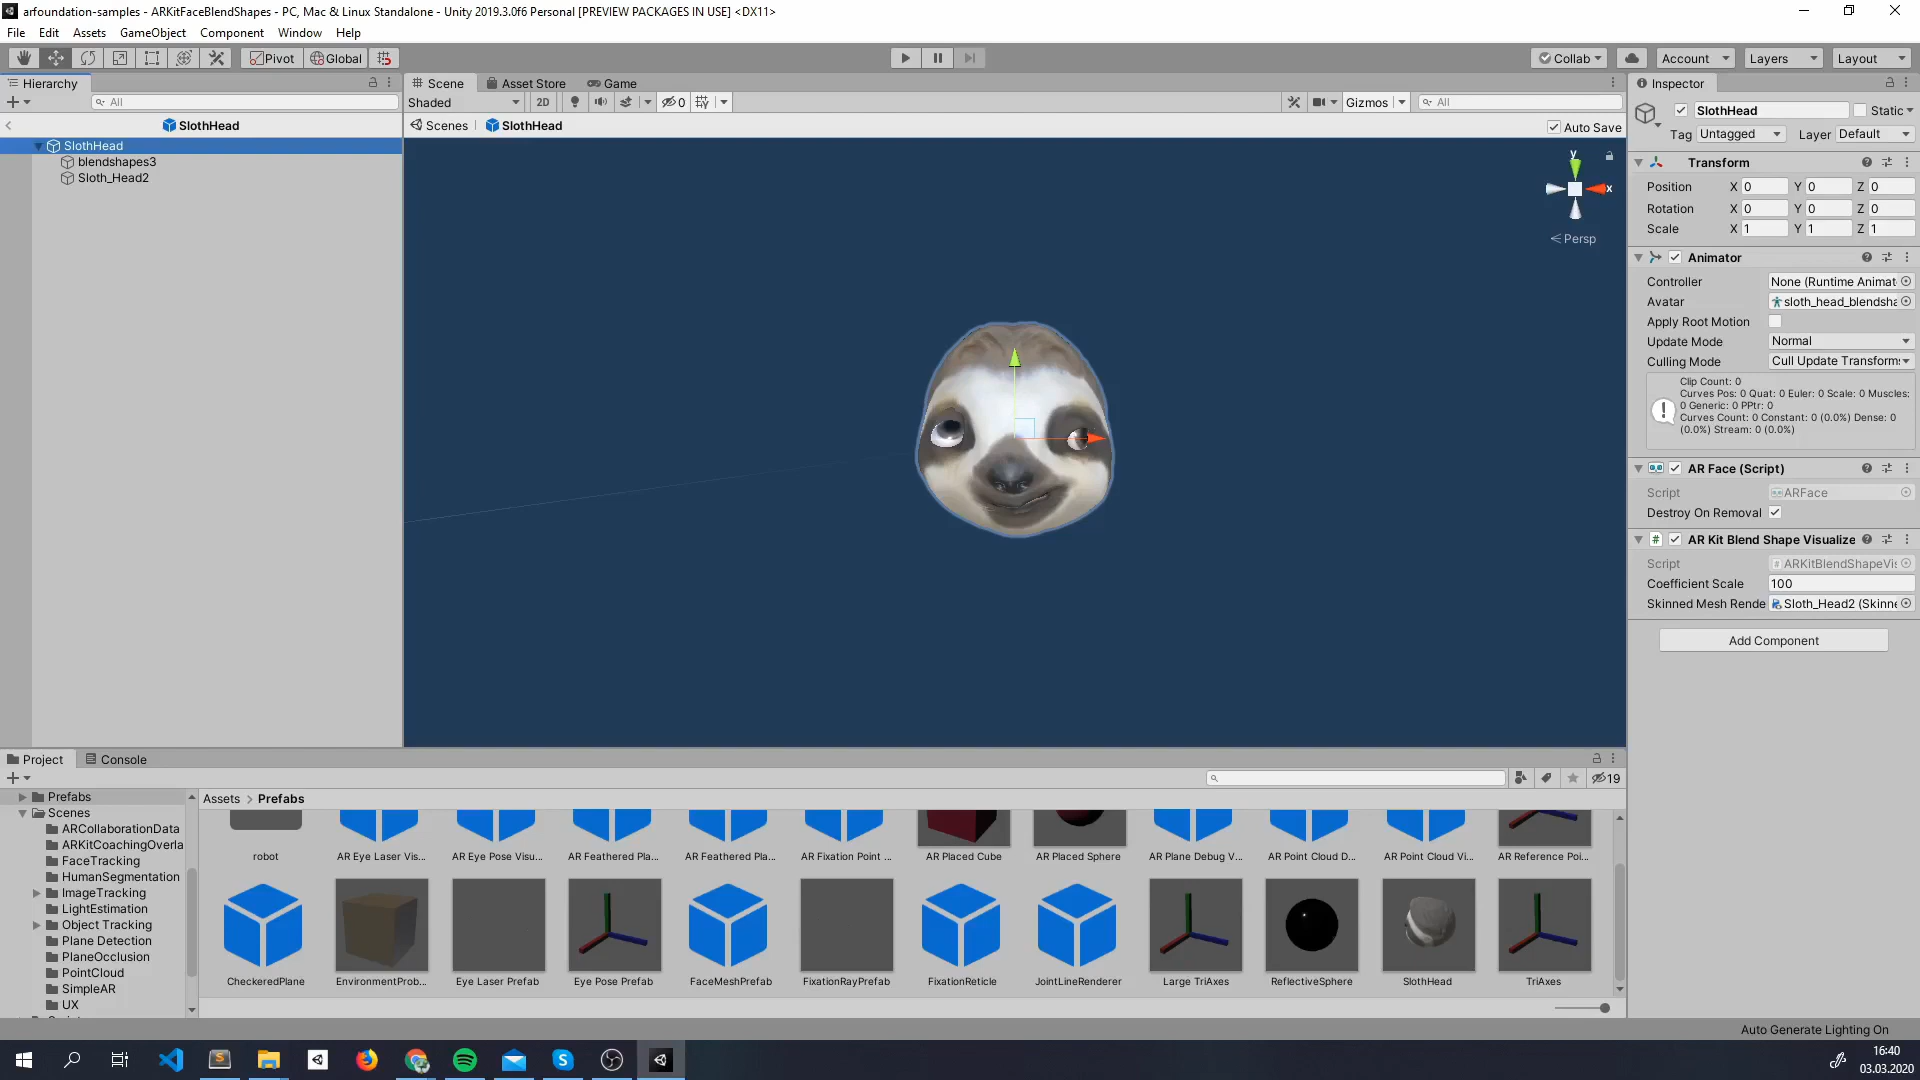 arfoundation-samples - ARKitFaceBlendShapes - PC, Mac & Linux Standalone - Unity 2019.3.0f6 Personal [PREVIEW PACKAGES IN USE] <DX11>
File Edit Assets GameObject Component Window Help
Pivot Global Collab Account Layers Layout
Hierarchy
All
SlothHead
SlothHead
blendshapes3
Sloth_Head2
Scene Asset Store Game
Shaded 2D 0 Gizmos All
Scenes SlothHead Auto Save
y
x
Persp
Inspector
SlothHead Static
Tag Untagged Layer Default
Transform
Position X 0 Y 0 Z 0
Rotation X 0 Y 0 Z 0
Scale X 1 Y 1 Z 1
Animator
Controller None (Runtime Animat
Avatar sloth_head_blendsha
Apply Root Motion
Update Mode Normal
Culling Mode Cull Update Transform
Clip Count: 0
Curves Pos: 0 Quat: 0 Euler: 0 Scale: 0 Muscles:
0 Generic: 0 PPtr: 0
Curves Count: 0 Constant: 0 (0.0%) Dense: 0
(0.0%) Stream: 0 (0.0%)
AR Face (Script)
Script ARFace
Destroy On Removal
AR Kit Blend Shape Visualize
Script ARKitBlendShapeVis
Coefficient Scale 100
Skinned Mesh Rende Sloth_Head2 (Skinne
Add Component
Project Console
19
Prefabs
Scenes
ARCollaborationData
ARKitCoachingOverla
FaceTracking
HumanSegmentation
ImageTracking
LightEstimation
Object Tracking
Plane Detection
PlaneOcclusion
PointCloud
SimpleAR
UX
Assets > Prefabs
robot AR Eye Laser Vis... AR Eye Pose Visu... AR Feathered Pla... AR Feathered Pla... AR Fixation Point ... AR Placed Cube AR Placed Sphere AR Plane Debug V... AR Point Cloud D... AR Point Cloud Vi... AR Reference Poi...
CheckeredPlane EnvironmentProb... Eye Laser Prefab Eye Pose Prefab FaceMeshPrefab FixationRayPrefab FixationReticle JointLineRenderer Large TriAxes ReflectiveSphere SlothHead TriAxes
Auto Generate Lighting On
16:40
03.03.2020